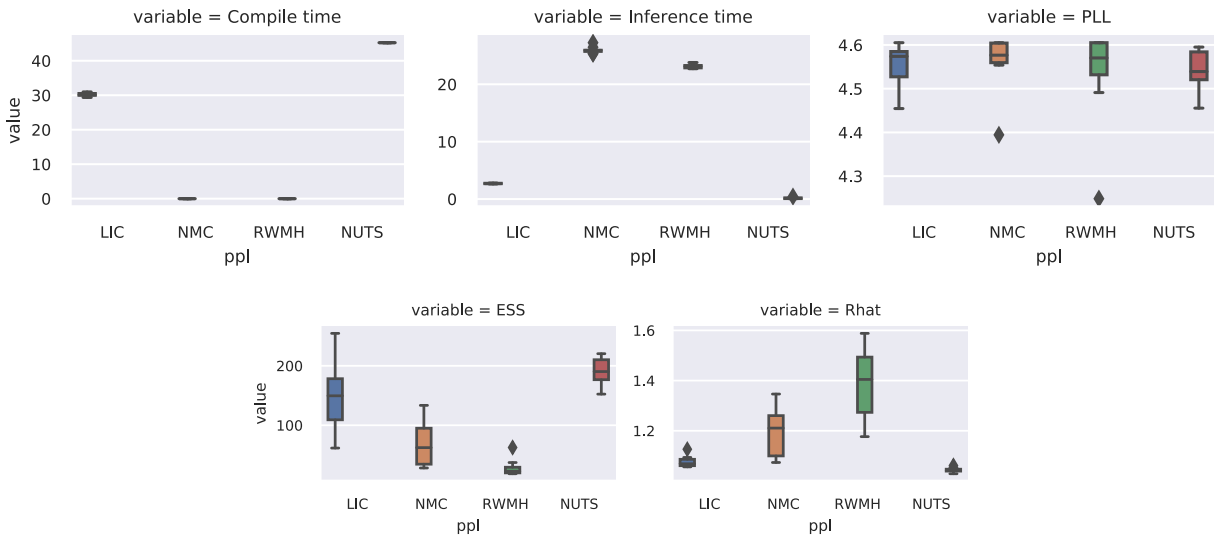 variable = Compile time
variable = Inference time
variable = PLL
value
40
30
20
10
0
LIC NMC RWMH NUTS
ppl
20
10
0
LIC NMC RWMH NUTS
ppl
4.6
4.5
4.4
4.3
LIC NMC RWMH NUTS
ppl
variable = ESS
variable = Rhat
value
200
100
LIC NMC RWMH NUTS
ppl
1.6
1.4
1.2
LIC NMC RWMH NUTS
ppl